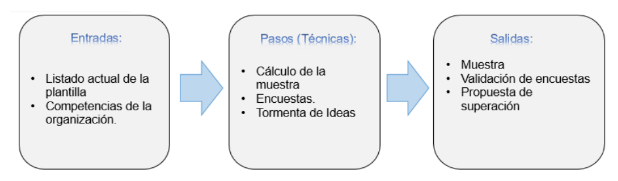 Entradas:
• Listado actual de la
plantilla
• Competencias de la
organización.
Pasos (Técnicas):
• Cálculo de la
muestra
• Encuestas.
• Tormenta de Ideas
Salidas:
• Muestra
• Validación de encuestas
• Propuesta de
superación